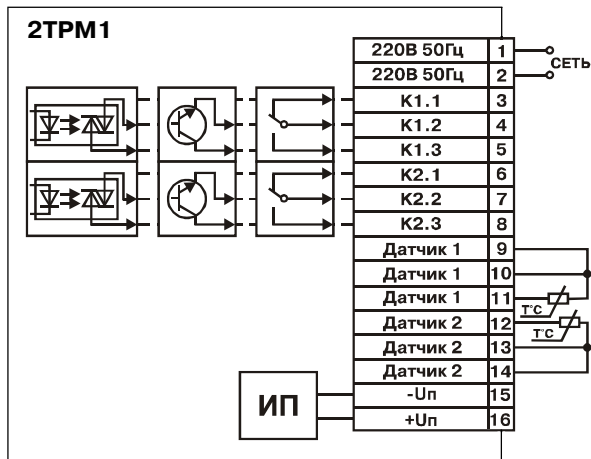 2ТРМ1
220В 50Гц 1
220В 50Гц 2
СЕТЬ
К1.1 3
К1.2 4
К1.3 5
К2.1 6
К2.2 7
К2.3 8
Датчик 1 9
Датчик 1 10
Датчик 1 11
T°C
Датчик 2 12
T°C
Датчик 2 13
Датчик 2 14
ИП
-Uп 15
+Uп 16